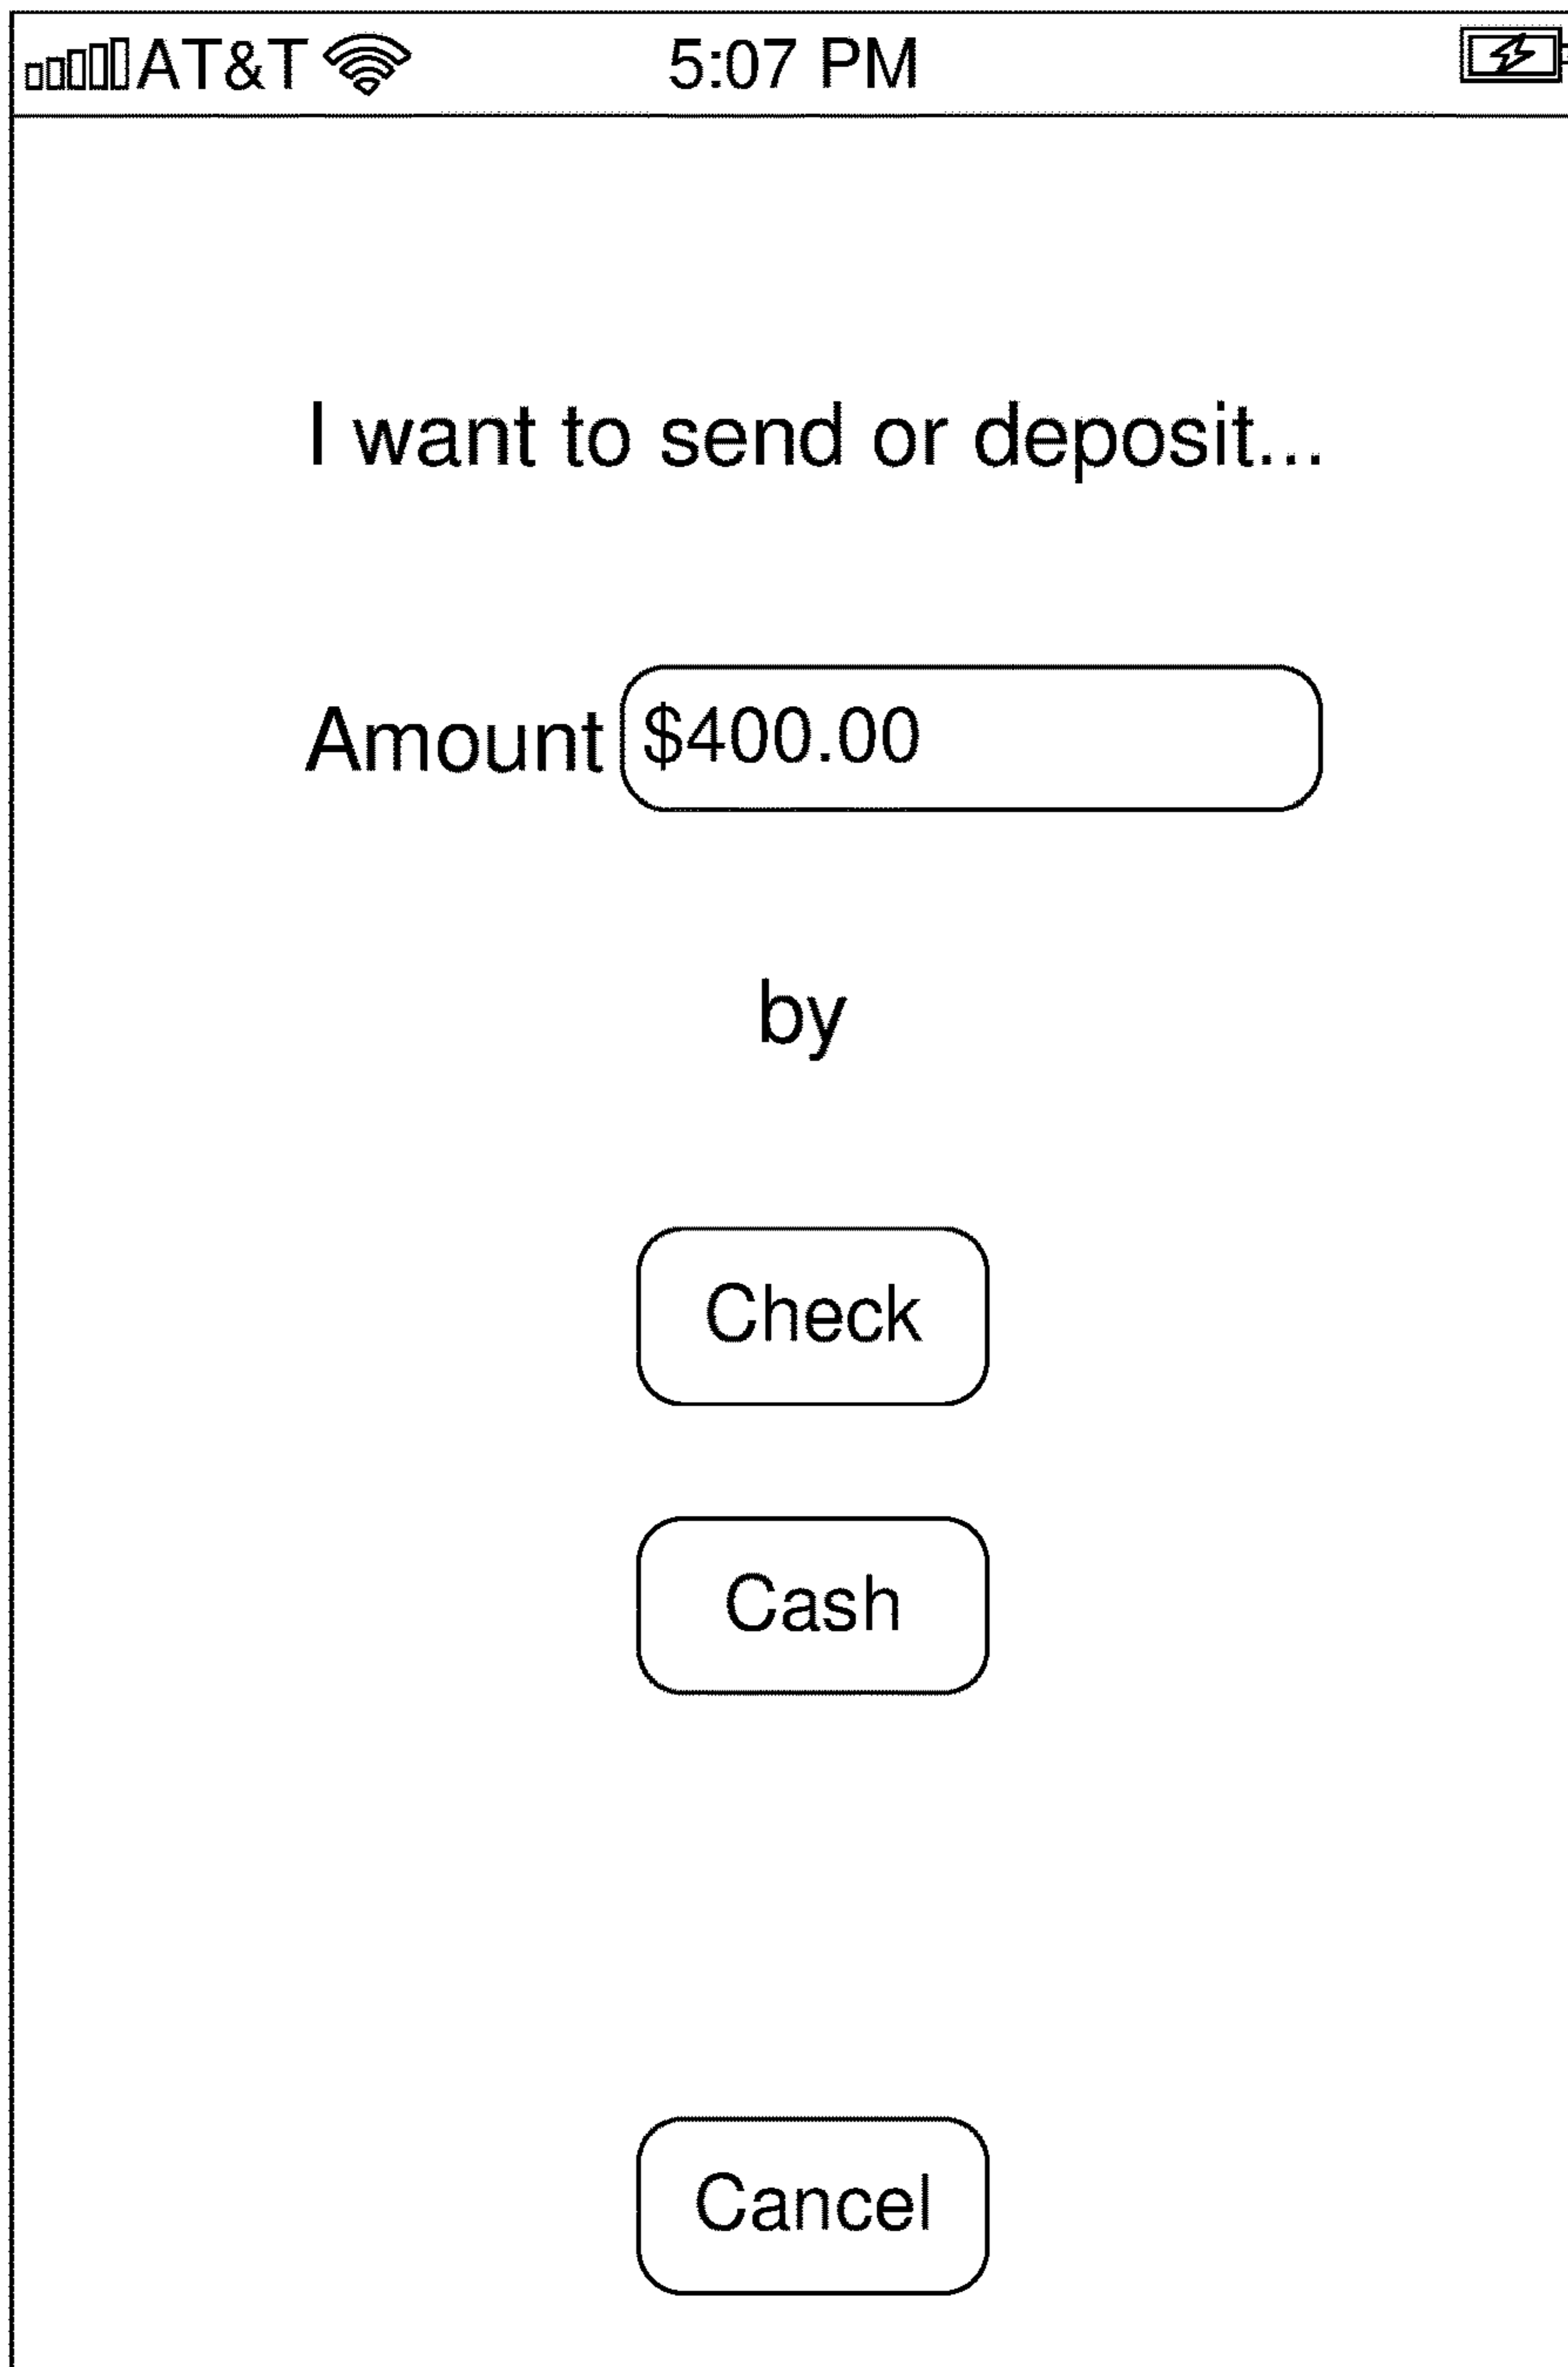 AT&T 5:07 PM
I want to send or deposit...
Amount $400.00
by
Check
Cash
Cancel